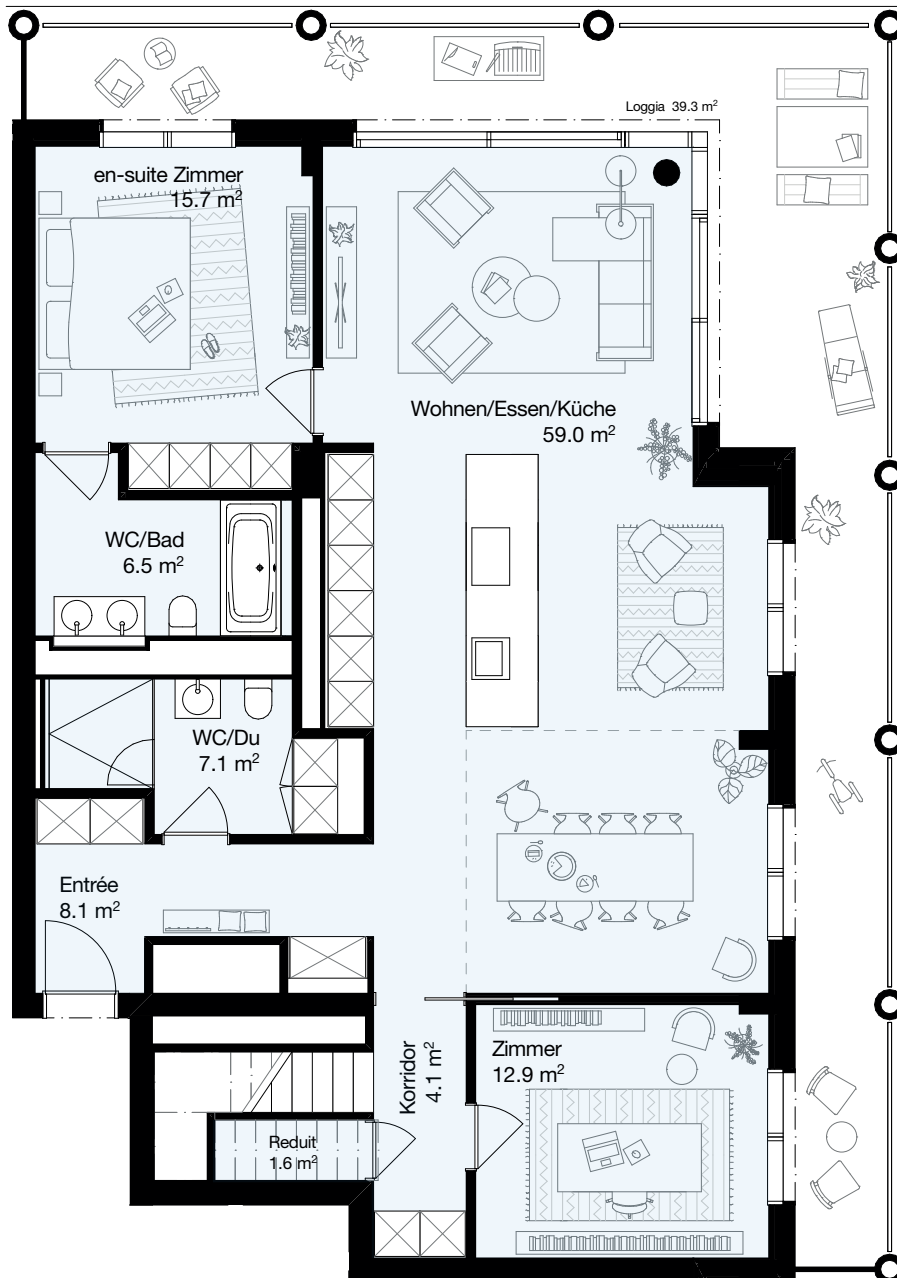 Loggia 39.3 m²
en-suite Zimmer
15.7 m²
Wohnen/Essen/Küche
59.0 m²
WC/Bad
6.5 m²
WC/Du
7.1 m²
Entrée
8.1 m²
Korridor
4.1 m²
Zimmer
12.9 m²
Reduit
1.6 m²